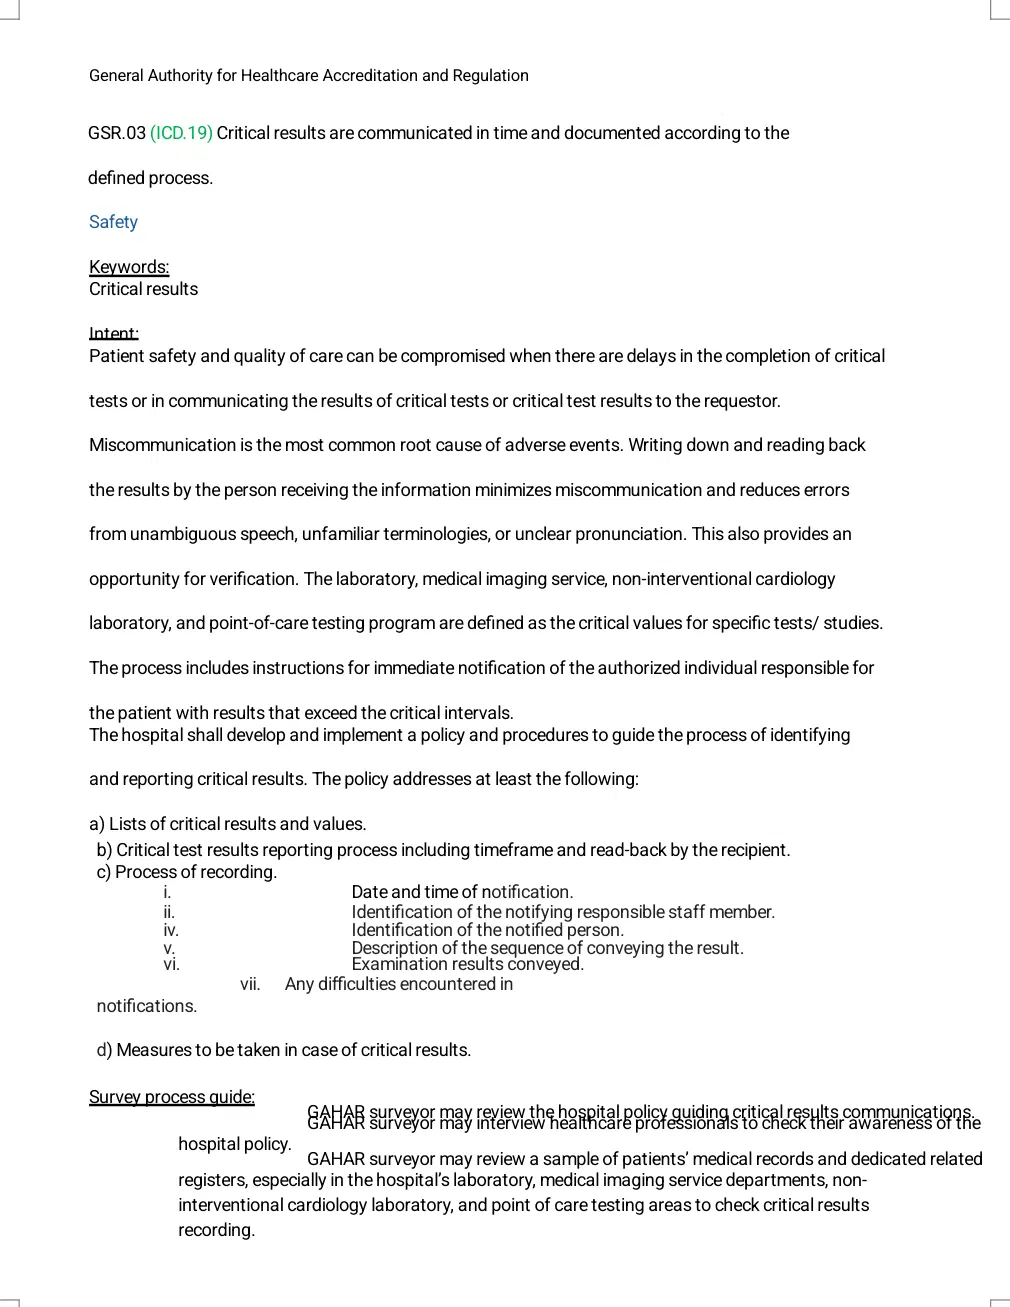 General Authority for Healthcare Accreditation and Regulation
GSR.03 (ICD.19) Critical results are communicated in time and documented according to the
defined process.
Safety
Keywords:
Critical results
Intent:
Patient safety and quality of care can be compromised when there are delays in the completion of critical
tests or in communicating the results of critical tests or critical test results to the requestor.
Miscommunication is the most common root cause of adverse events. Writing down and reading back
the results by the person receiving the information minimizes miscommunication and reduces errors
from unambiguous speech, unfamiliar terminologies, or unclear pronunciation. This also provides an
opportunity for verification. The laboratory, medical imaging service, non-interventional cardiology
laboratory, and point-of-care testing program are defined as the critical values for specific tests/ studies.
The process includes instructions for immediate notification of the authorized individual responsible for
the patient with results that exceed the critical intervals.
The hospital shall develop and implement a policy and procedures to guide the process of identifying
and reporting critical results. The policy addresses at least the following:
a) Lists of critical results and values.
b) Critical test results reporting process including timeframe and read-back by the recipient.
c) Process of recording.
i. Date and time of notification.
ii. Identification of the notifying responsible staff member.
iv. Identification of the notified person.
v. Description of the sequence of conveying the result.
vi. Examination results conveyed.
vii. Any difficulties encountered in
notifications.
d) Measures to be taken in case of critical results.
Survey process guide:
GAHAR surveyor may review the hospital policy guiding critical results communications.
GAHAR surveyor may interview healthcare professionals to check their awareness of the
hospital policy.
GAHAR surveyor may review a sample of patients' medical records and dedicated related
registers, especially in the hospital's laboratory, medical imaging service departments, non-
interventional cardiology laboratory, and point of care testing areas to check critical results
recording.